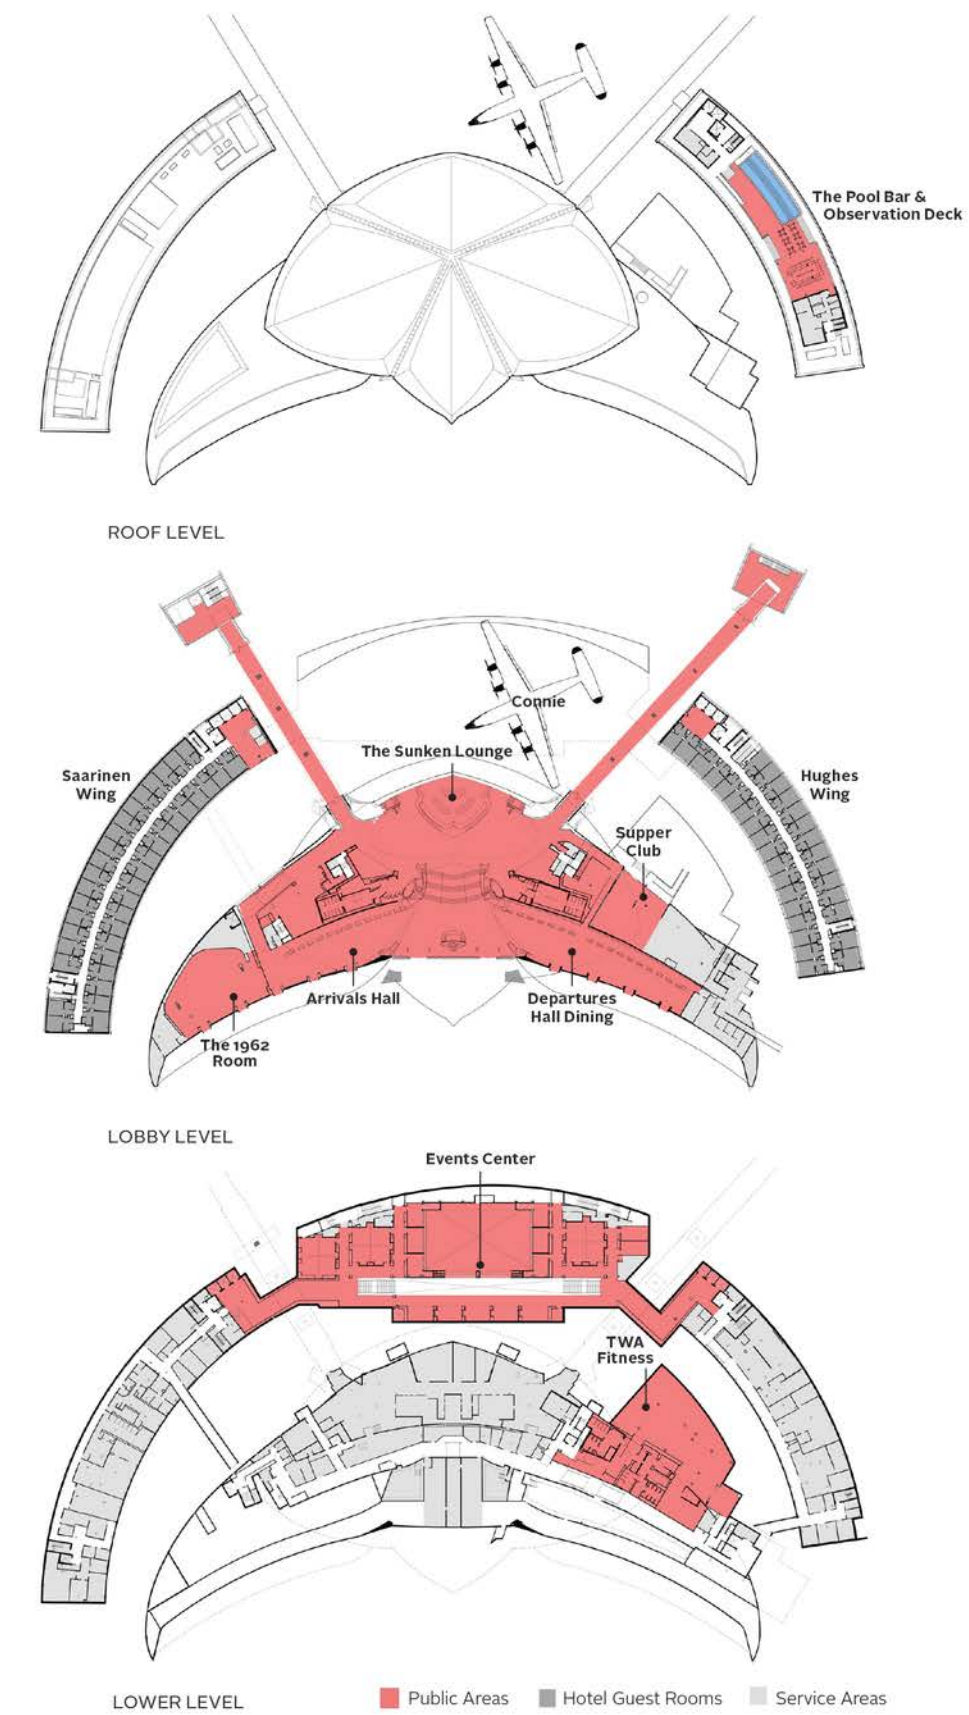 The Pool Bar &
Observation Deck
ROOF LEVEL
Connie
The Sunken Lounge
Saarinen
Wing
Hughes
Wing
Supper
Club
Arrivals Hall
Departures
Hall Dining
The 1962
Room
LOBBY LEVEL
Events Center
TWA
Fitness
LOWER LEVEL
Public Areas
Hotel Guest Rooms
Service Areas